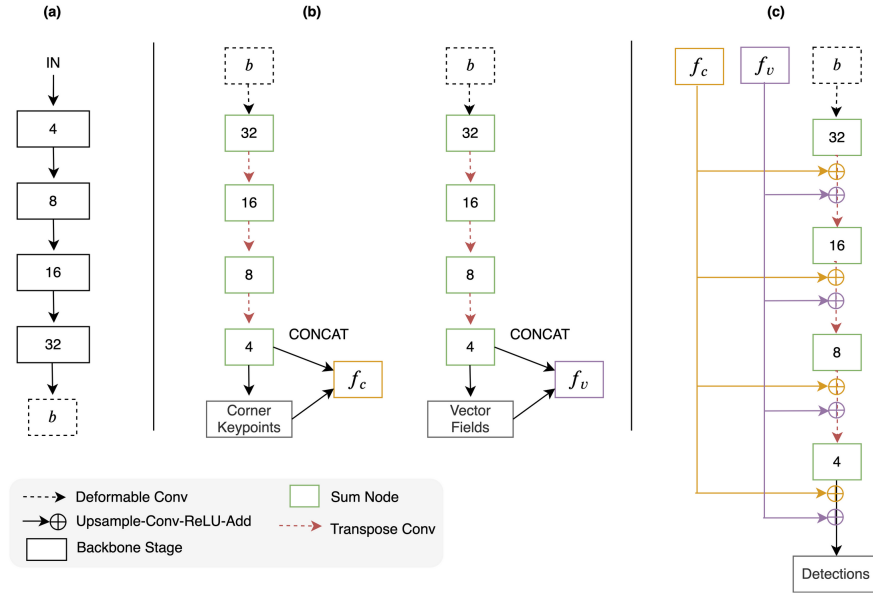 (a)
IN
4
8
16
32
b
(b)
b
32
16
8
4
CONCAT
f_c
Corner
Keypoints
b
32
16
8
4
CONCAT
f_v
Vector
Fields
(c)
f_c
f_v
b
32
16
8
4
Detections
Deformable Conv
Upsample-Conv-ReLU-Add
Backbone Stage
Sum Node
Transpose Conv